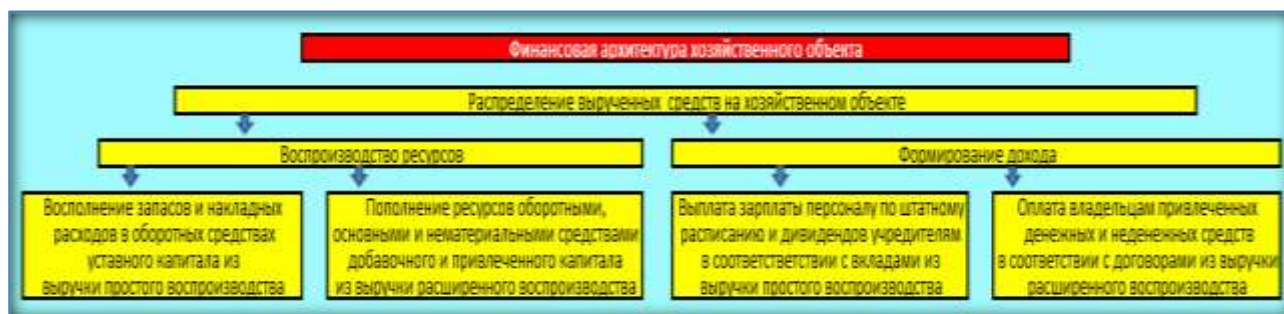 Финансовая архитектура хозяйственного объекта
Распределение вырученных средств на хозяйственном объекте
Воспроизводство ресурсов
Формирование дохода
Восполнение запасов и накладных
расходов в оборотных средствах
уставного капитала из
выручки простого воспроизводства
Пополнение ресурсов оборотными,
основными и нематериальными средствами
добавочного и привлеченного капитала
из выручки расширенного воспроизводства
Выплата зарплаты персоналу по штатному
расписанию и дивидендов учредителям
в соответствии с вкладами из
выручки простого воспроизводства
Оплата владельцам привлеченных
денежных и неденежных средств
в соответствии с договорами из выручки
расширенного воспроизводства